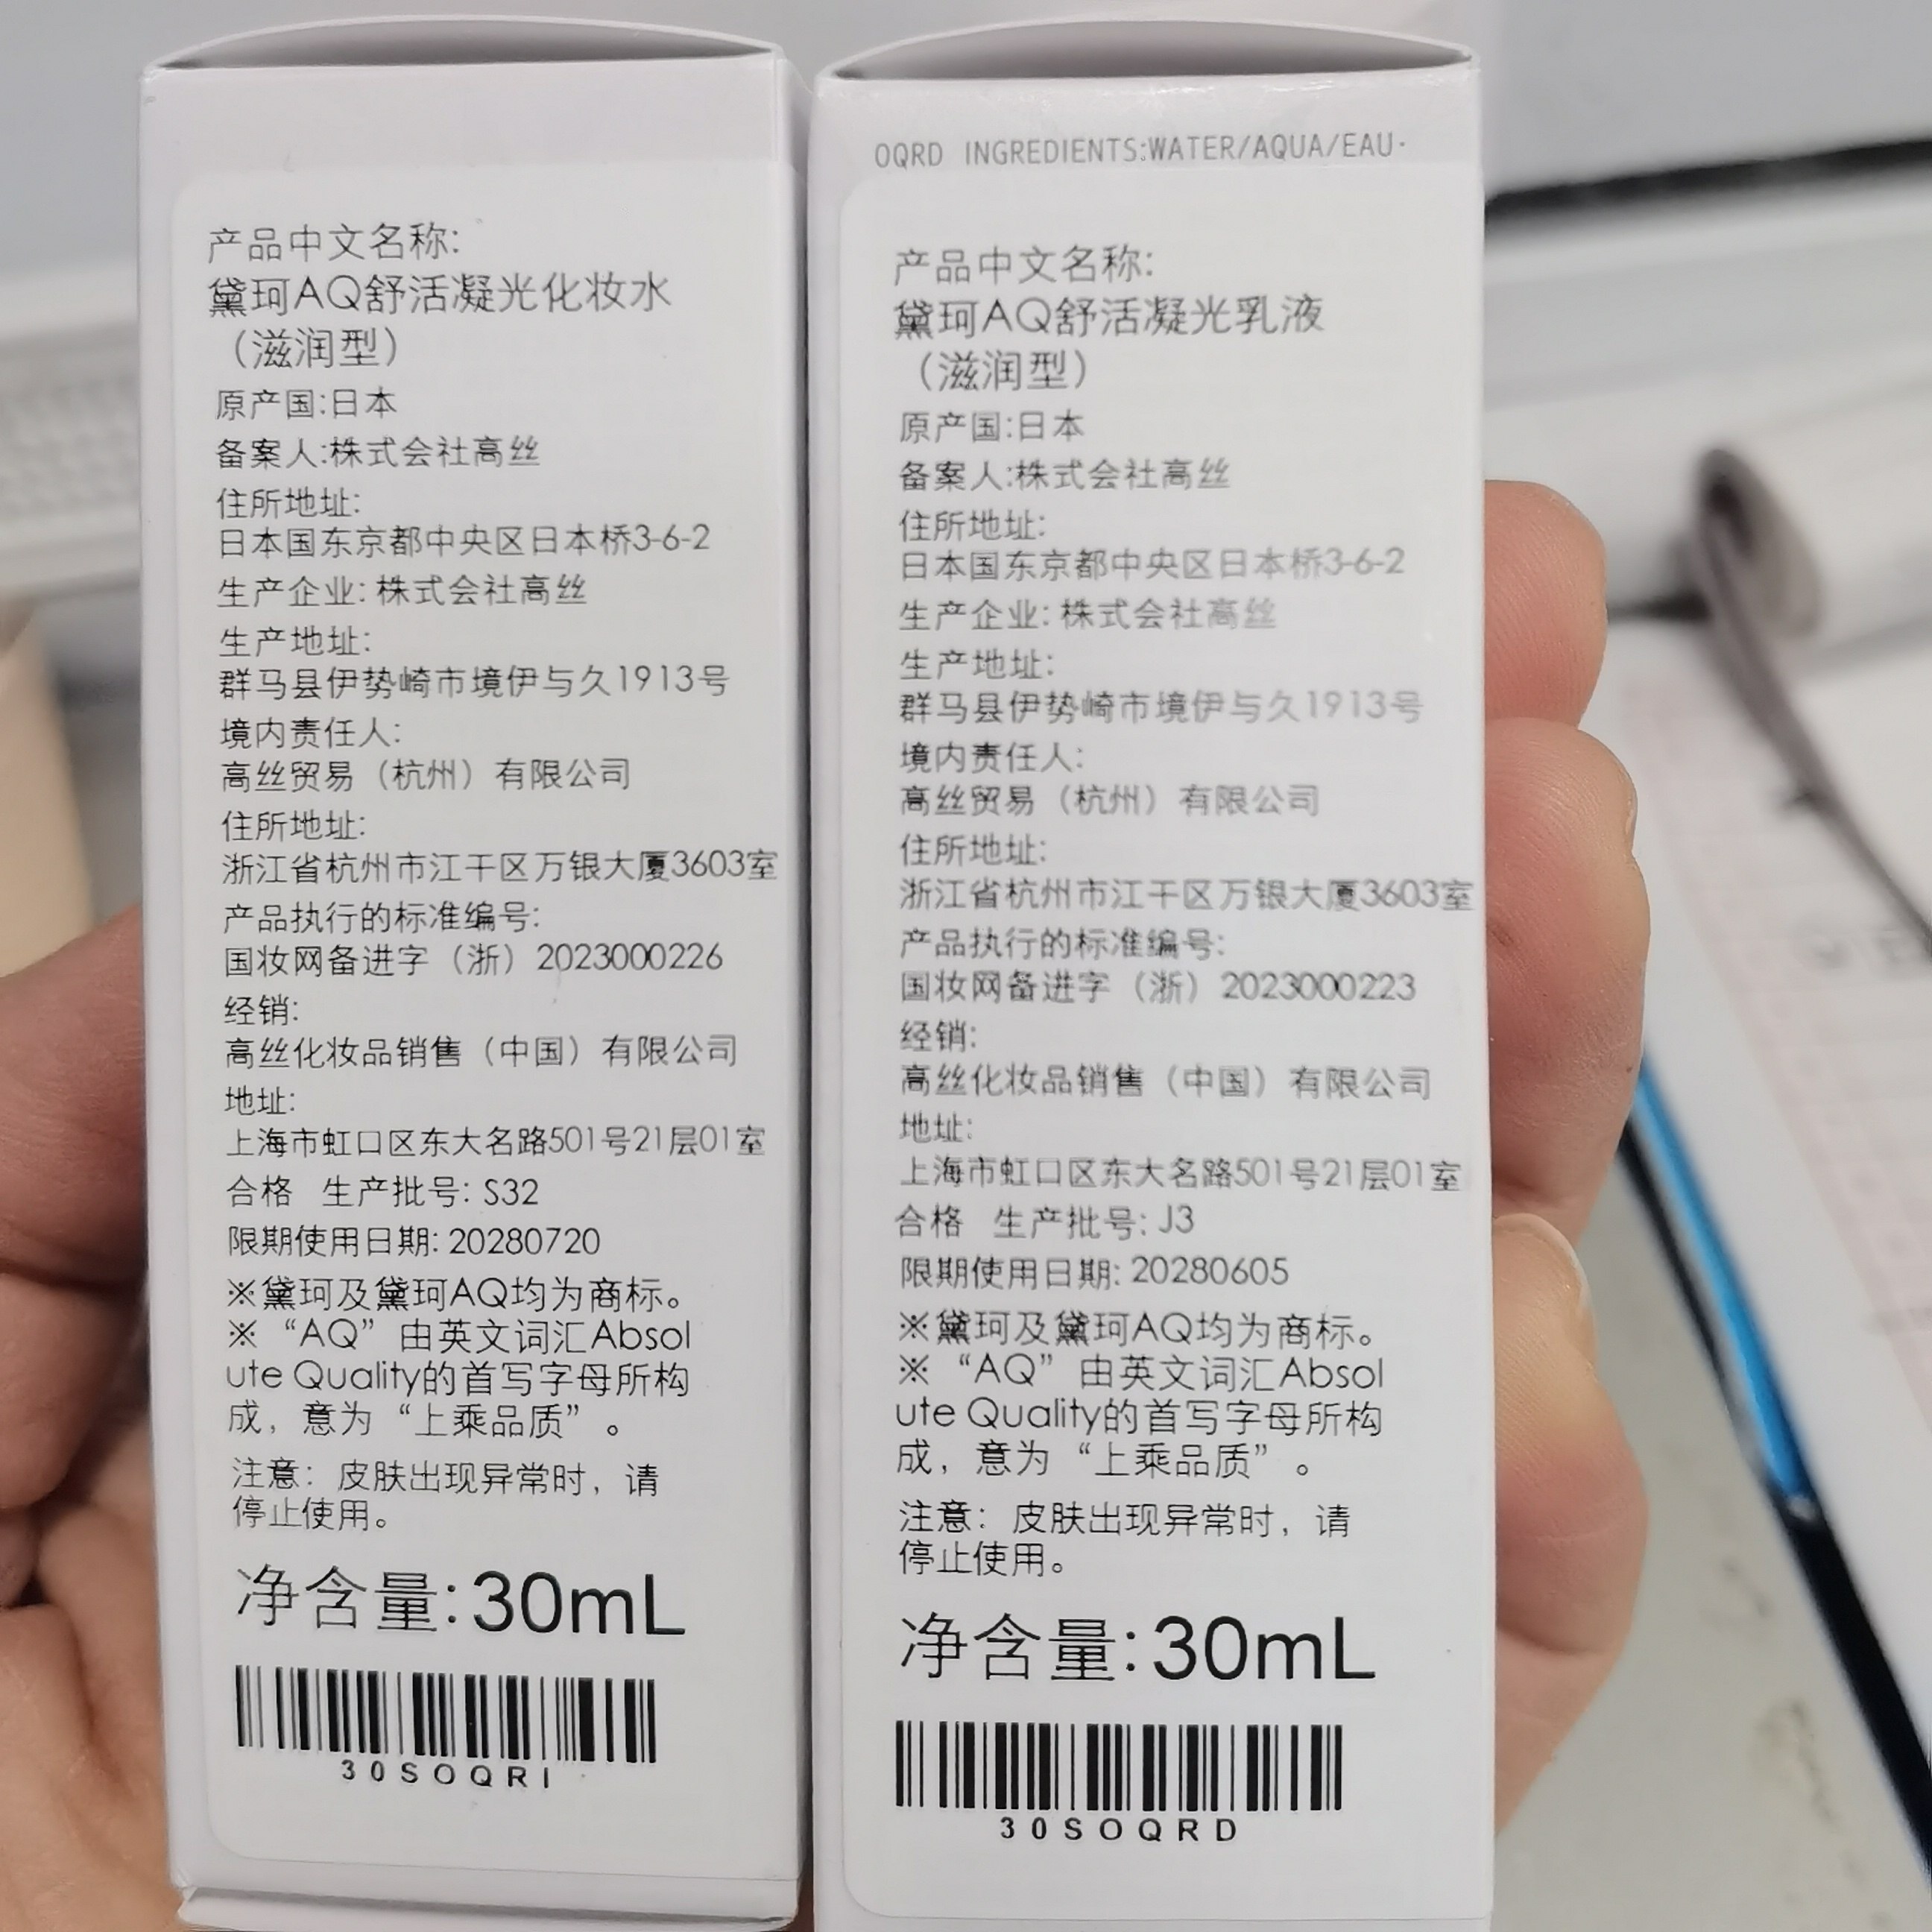 产品中文名称:
黛珂AQ舒活凝光化妆水
（滋润型）
原产国:日本
备案人:株式会社高丝
住所地址:
日本国东京都中央区日本桥3-6-2
生产企业: 株式会社高丝
生产地址:
群马县伊势崎市境伊与久1913号
境内责任人:
高丝贸易（杭州）有限公司
住所地址:
浙江省杭州市江干区万银大厦3603室
产品执行的标准编号:
国妆网备进字（浙）2023000226
经销:
高丝化妆品销售（中国）有限公司
地址:
上海市虹口区东大名路501号21层01室
合格 生产批号: S32
限期使用日期: 20280720
※黛珂及黛珂AQ均为商标。
※“AQ”由英文词汇Absol
ute Quality的首写字母所构
成，意为“上乘品质”。
注意：皮肤出现异常时，请
停止使用。
净含量: 30mL
30SOQRI
OQRD INGREDIENTS:WATER/AQUA/EAU·
产品中文名称:
黛珂AQ舒活凝光乳液
（滋润型）
原产国:日本
备案人:株式会社高丝
住所地址:
日本国东京都中央区日本桥3-6-2
生产企业: 株式会社高丝
生产地址:
群马县伊势崎市境伊与久1913号
境内责任人:
高丝贸易（杭州）有限公司
住所地址:
浙江省杭州市江干区万银大厦3603室
产品执行的标准编号:
国妆网备进字（浙）2023000223
经销:
高丝化妆品销售（中国）有限公司
地址:
上海市虹口区东大名路501号21层01室
合格 生产批号: J3
限期使用日期: 20280605
※黛珂及黛珂AQ均为商标。
※“AQ”由英文词汇Absol
ute Quality的首写字母所构
成，意为“上乘品质”。
注意：皮肤出现异常时，请
停止使用。
净含量: 30mL
30SOQRD